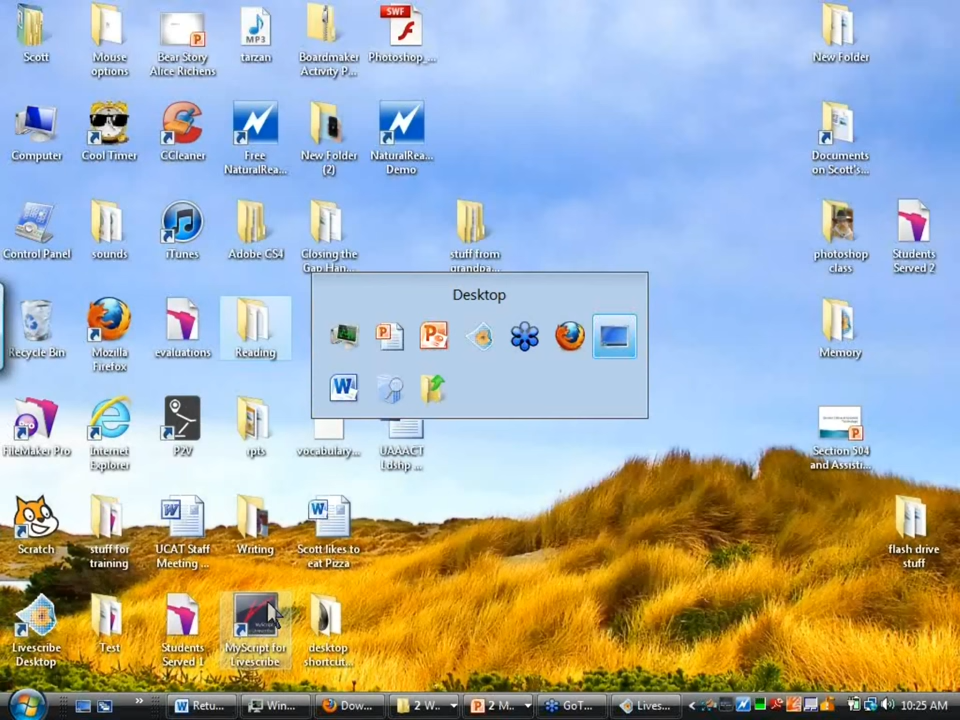 Scott
Mouse options
Bear Story Alice Richens
MP3
tarzan
Boardmaker Activity P...
SWF
Photoshop_...
New Folder
Computer
Cool Timer
CCleaner
Free NaturalRea...
New Folder (2)
NaturalRea... Demo
Documents on Scott's...
Control Panel
sounds
iTunes
Adobe CS4
Closing the Gap Han...
stuff from grandba...
photoshop class
Students Served 2
Recycle Bin
Mozilla Firefox
evaluations
Reading
Desktop
Memory
FileMaker Pro
Internet Explorer
P2V
rpts
vocabulary...
UAAACT Ldshp ...
Section 504 and Assisti...
Scratch
stuff for training
UCAT Staff Meeting ...
Writing
Scott likes to eat Pizza
flash drive stuff
Livescribe Desktop
Test
Students Served 1
MyScript for Livescribe
desktop shortcut...
Retu...
Win...
Dow...
2 W...
2 M...
GoT...
Lives...
10:25 AM